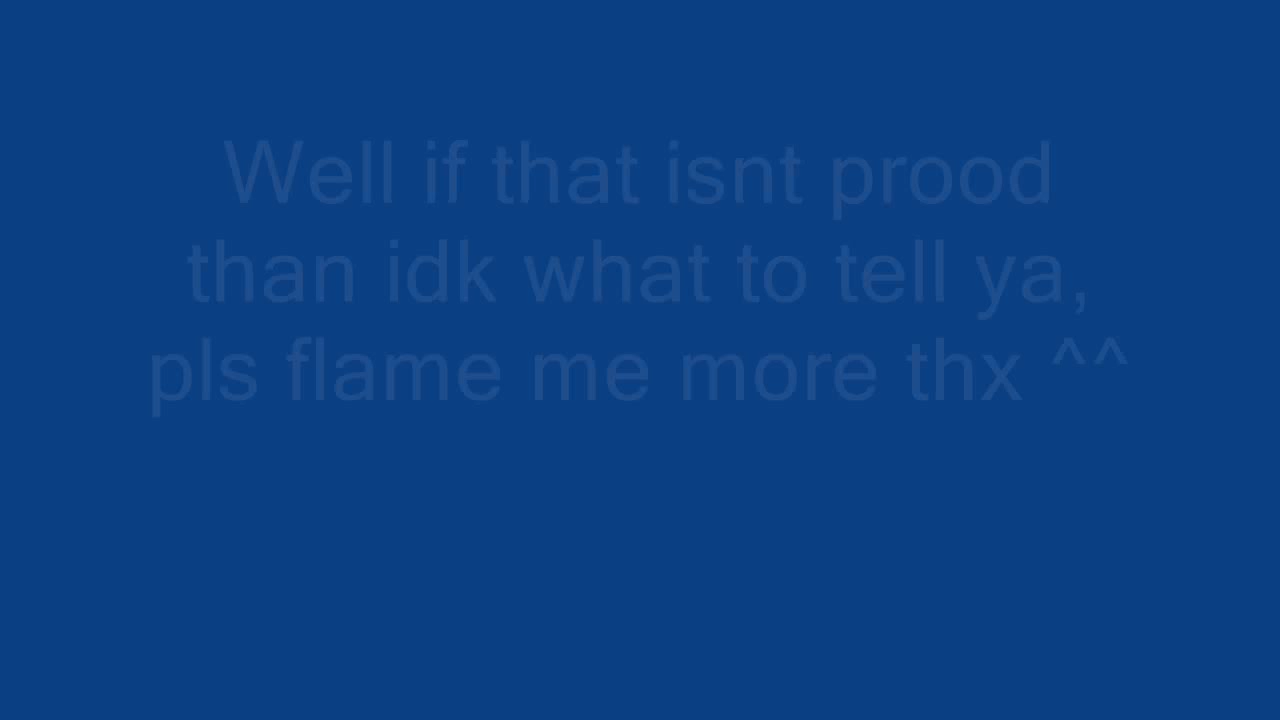 Well if that isnt prood
than idk what to tell ya,
pls flame me more thx ^^